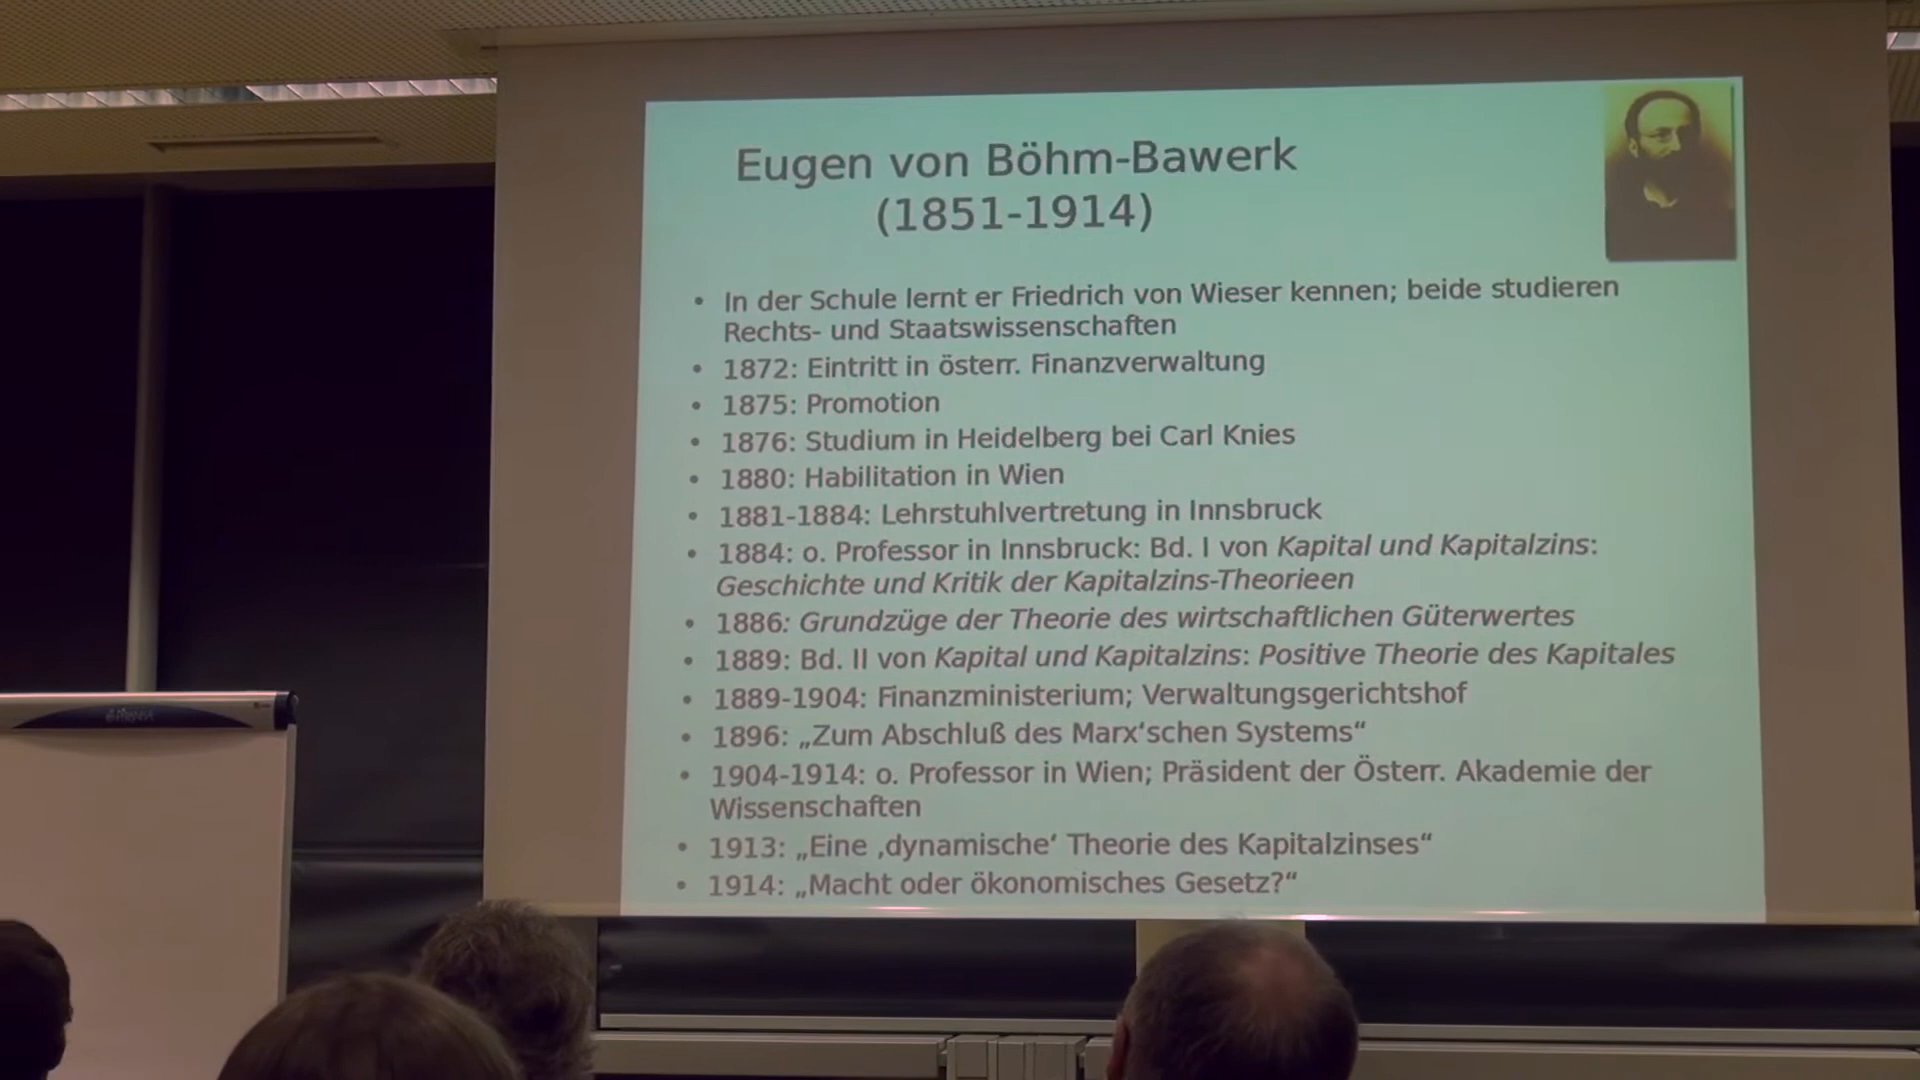 Eugen von Böhm-Bawerk
(1851-1914)
• In der Schule lernt er Friedrich von Wieser kennen; beide studieren
Rechts- und Staatswissenschaften
• 1872: Eintritt in österr. Finanzverwaltung
• 1875: Promotion
• 1876: Studium in Heidelberg bei Carl Knies
• 1880: Habilitation in Wien
• 1881-1884: Lehrstuhlvertretung in Innsbruck
• 1884: o. Professor in Innsbruck: Bd. I von Kapital und Kapitalzins:
Geschichte und Kritik der Kapitalzins-Theorieen
• 1886: Grundzüge der Theorie des wirtschaftlichen Güterwertes
• 1889: Bd. II von Kapital und Kapitalzins: Positive Theorie des Kapitales
• 1889-1904: Finanzministerium; Verwaltungsgerichtshof
• 1896: „Zum Abschluß des Marx‘schen Systems“
• 1904-1914: o. Professor in Wien; Präsident der Österr. Akademie der
Wissenschaften
• 1913: „Eine ‚dynamische‘ Theorie des Kapitalzinses“
• 1914: „Macht oder ökonomisches Gesetz?“